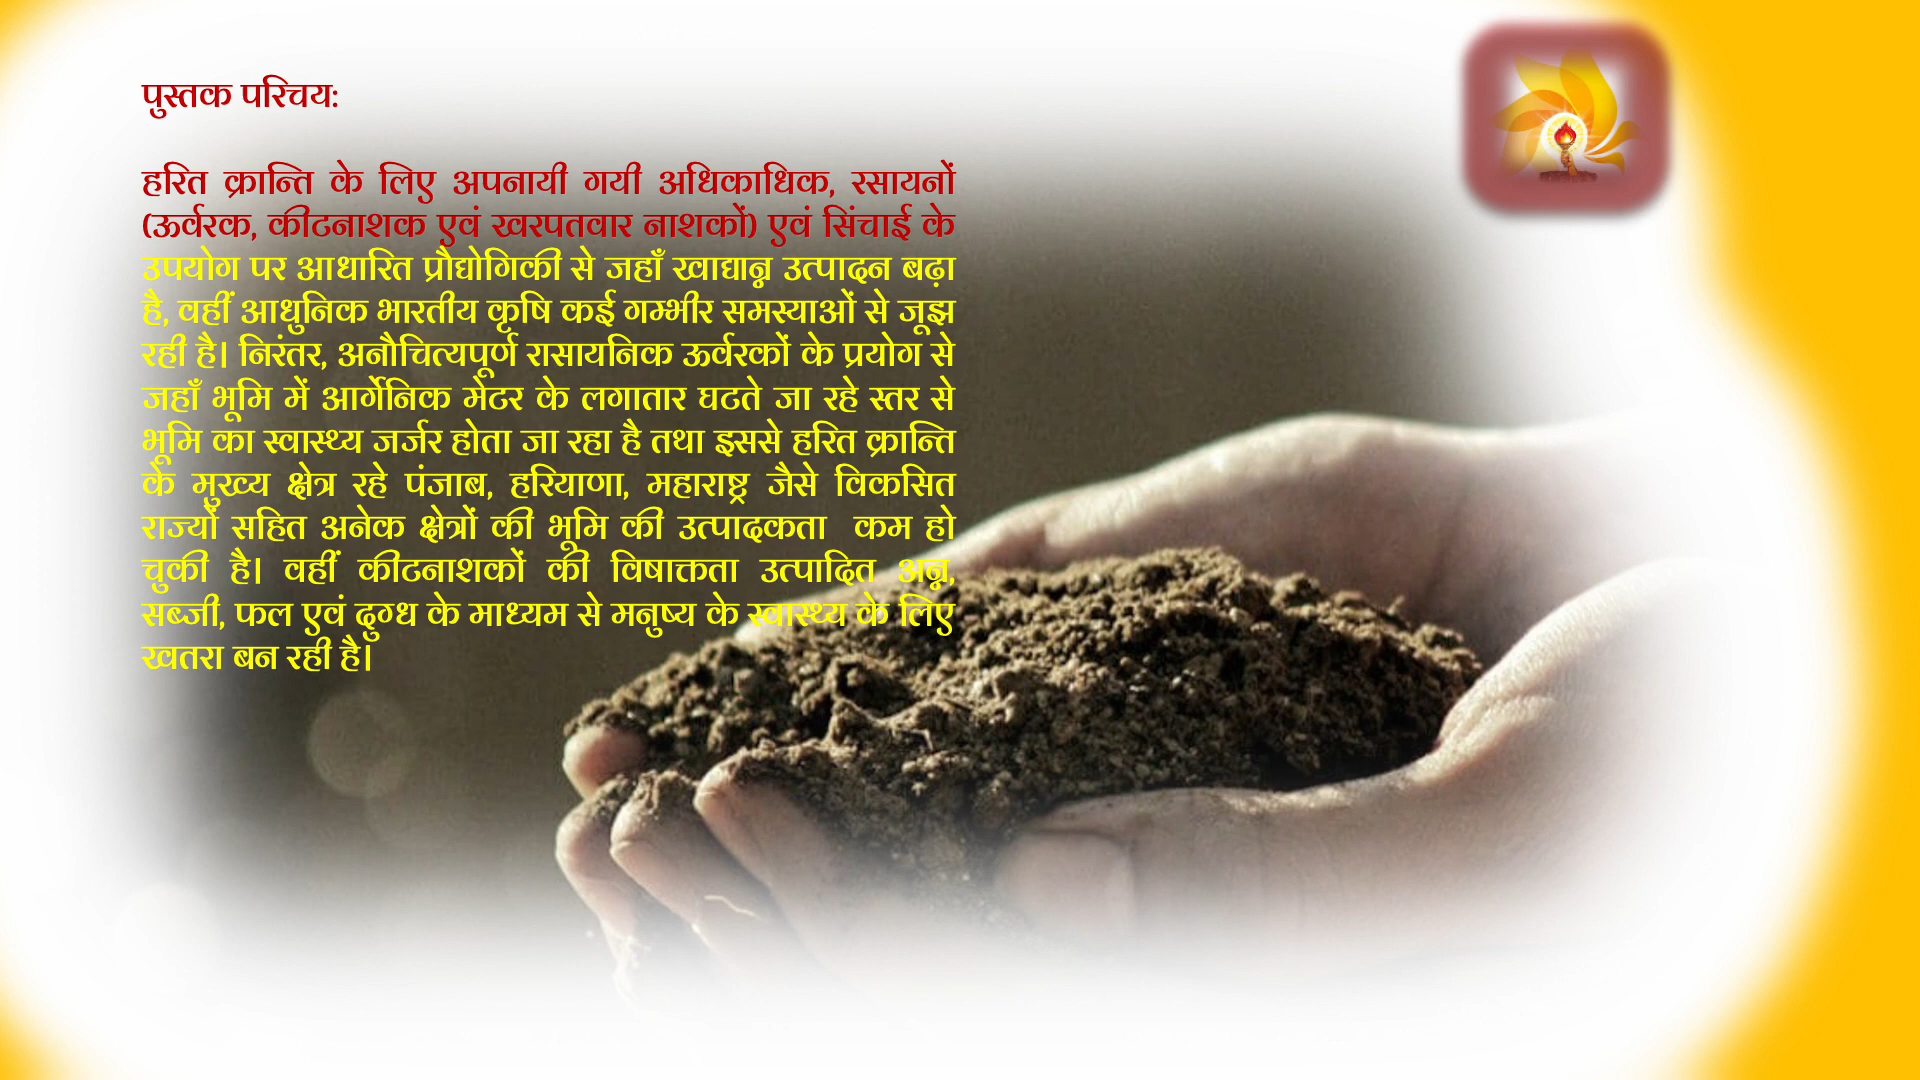 पुस्तक परिचय:
हरित क्रान्ति के लिए अपनायी गयी अधिकाधिक, रसायनों
(ऊर्वरक, कीटनाशक एवं खरपतवार नाशकों) एवं सिंचाई के
उपयोग पर आधारित प्रौद्योगिकी से जहाँ खाद्यान्न उत्पादन बढ़ा
है, वहीं आधुनिक भारतीय कृषि कई गम्भीर समस्याओं से जूझ
रही है। निरंतर, अनौचित्यपूर्ण रासायनिक ऊर्वरकों के प्रयोग से
जहाँ भूमि में आर्गेनिक मेटर के लगातार घटते जा रहे स्तर से
भूमि का स्वास्थ्य जर्जर होता जा रहा है तथा इससे हरित क्रान्ति
के मुख्य क्षेत्र रहे पंजाब, हरियाणा, महाराष्ट्र जैसे विकसित
राज्यों सहित अनेक क्षेत्रों की भूमि की उत्पादकता कम हो
चुकी है। वहीं कीटनाशकों की विषाक्तता उत्पादित अन्न,
सब्जी, फल एवं दुग्ध के माध्यम से मनुष्य के स्वास्थ्य के लिए
खतरा बन रही है।